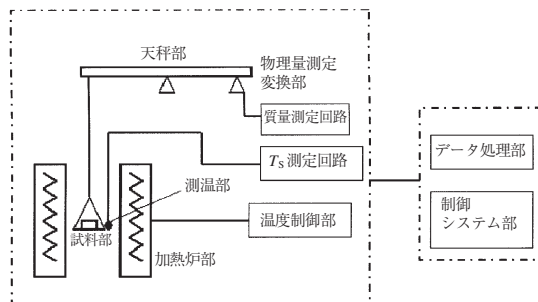 天秤部
物理量測定
変換部
質量測定回路
Ts 測定回路
測温部
試料部
温度制御部
加熱炉部
データ処理部
制御
システム部